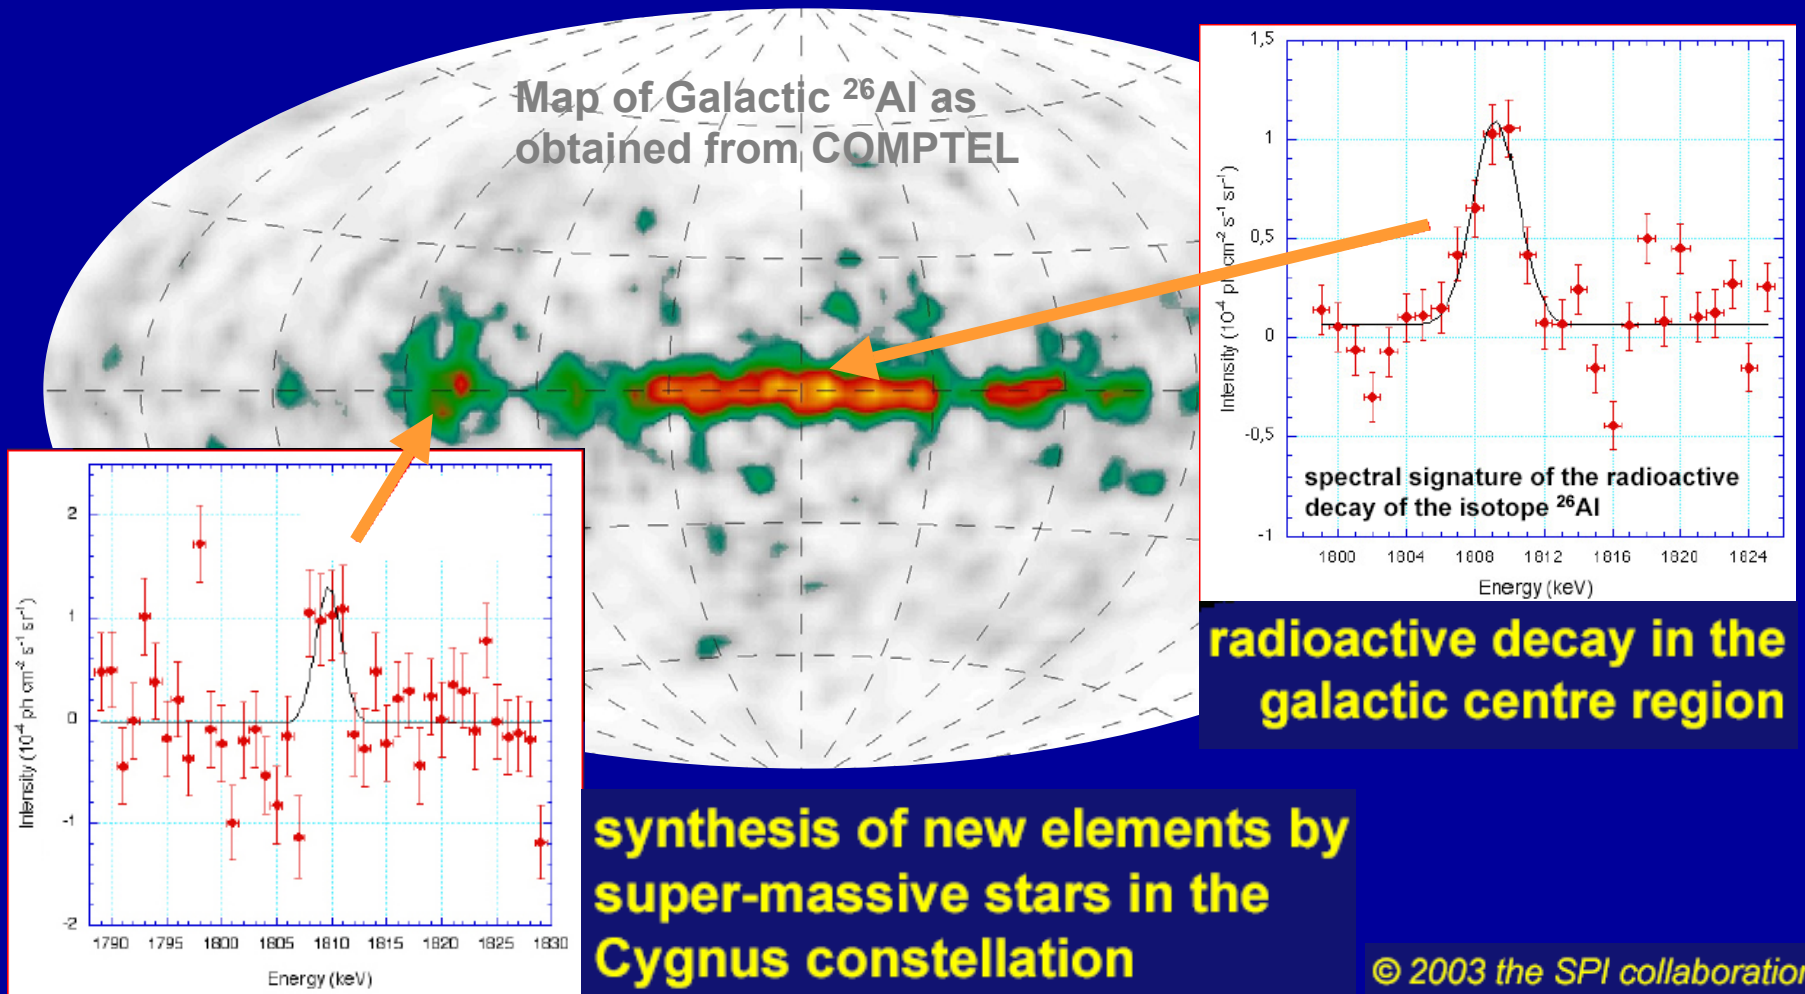 Map of Galactic ²⁶Al as
obtained from COMPTEL
1,5
1
0,5
0
-0,5
-1
Intensity (10⁻⁴ ph cm⁻² s⁻¹ sr⁻¹)
spectral signature of the radioactive
decay of the isotope ²⁶Al
1800 1804 1808 1812 1816 1820 1824
Energy (keV)
radioactive decay in the
galactic centre region
2
1
0
-1
-2
Intensity (10⁻⁴ ph cm⁻² s⁻¹ sr⁻¹)
1790 1795 1800 1805 1810 1815 1820 1825 1830
Energy (keV)
synthesis of new elements by
super-massive stars in the
Cygnus constellation
© 2003 the SPI collaboration